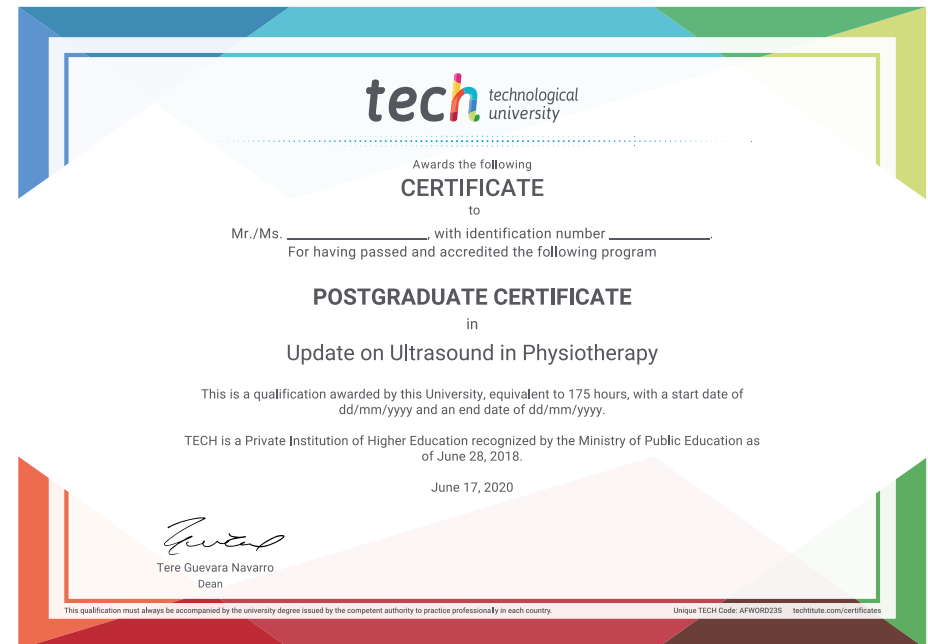 tech technological
university
Awards the following
CERTIFICATE
to
Mr./Ms. ____________________, with identification number ______________.
For having passed and accredited the following program
POSTGRADUATE CERTIFICATE
in
Update on Ultrasound in Physiotherapy
This is a qualification awarded by this University, equivalent to 175 hours, with a start date of
dd/mm/yyyy and an end date of dd/mm/yyyy.
TECH is a Private Institution of Higher Education recognized by the Ministry of Public Education as
of June 28, 2018.
June 17, 2020
Tere Guevara Navarro
Dean
This qualification must always be accompanied by the university degree issued by the competent authority to practice professionally in each country. Unique TECH Code: AFWORD23S techtitute.com/certificates